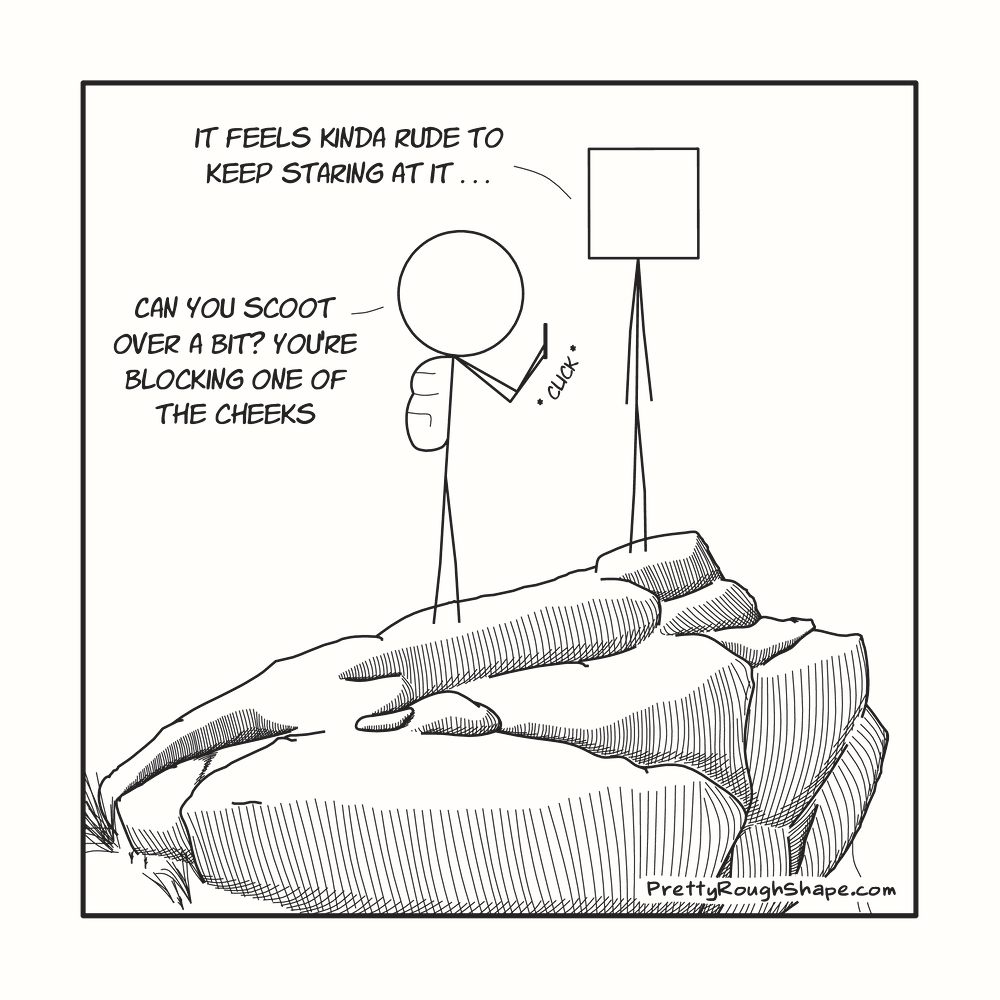 IT FEELS KINDA RUDE TO
KEEP STARING AT IT . . .
CAN YOU SCOOT
OVER A BIT? YOU'RE
BLOCKING ONE OF
THE CHEEKS
* CLICK *
PrettyRoughShape.com